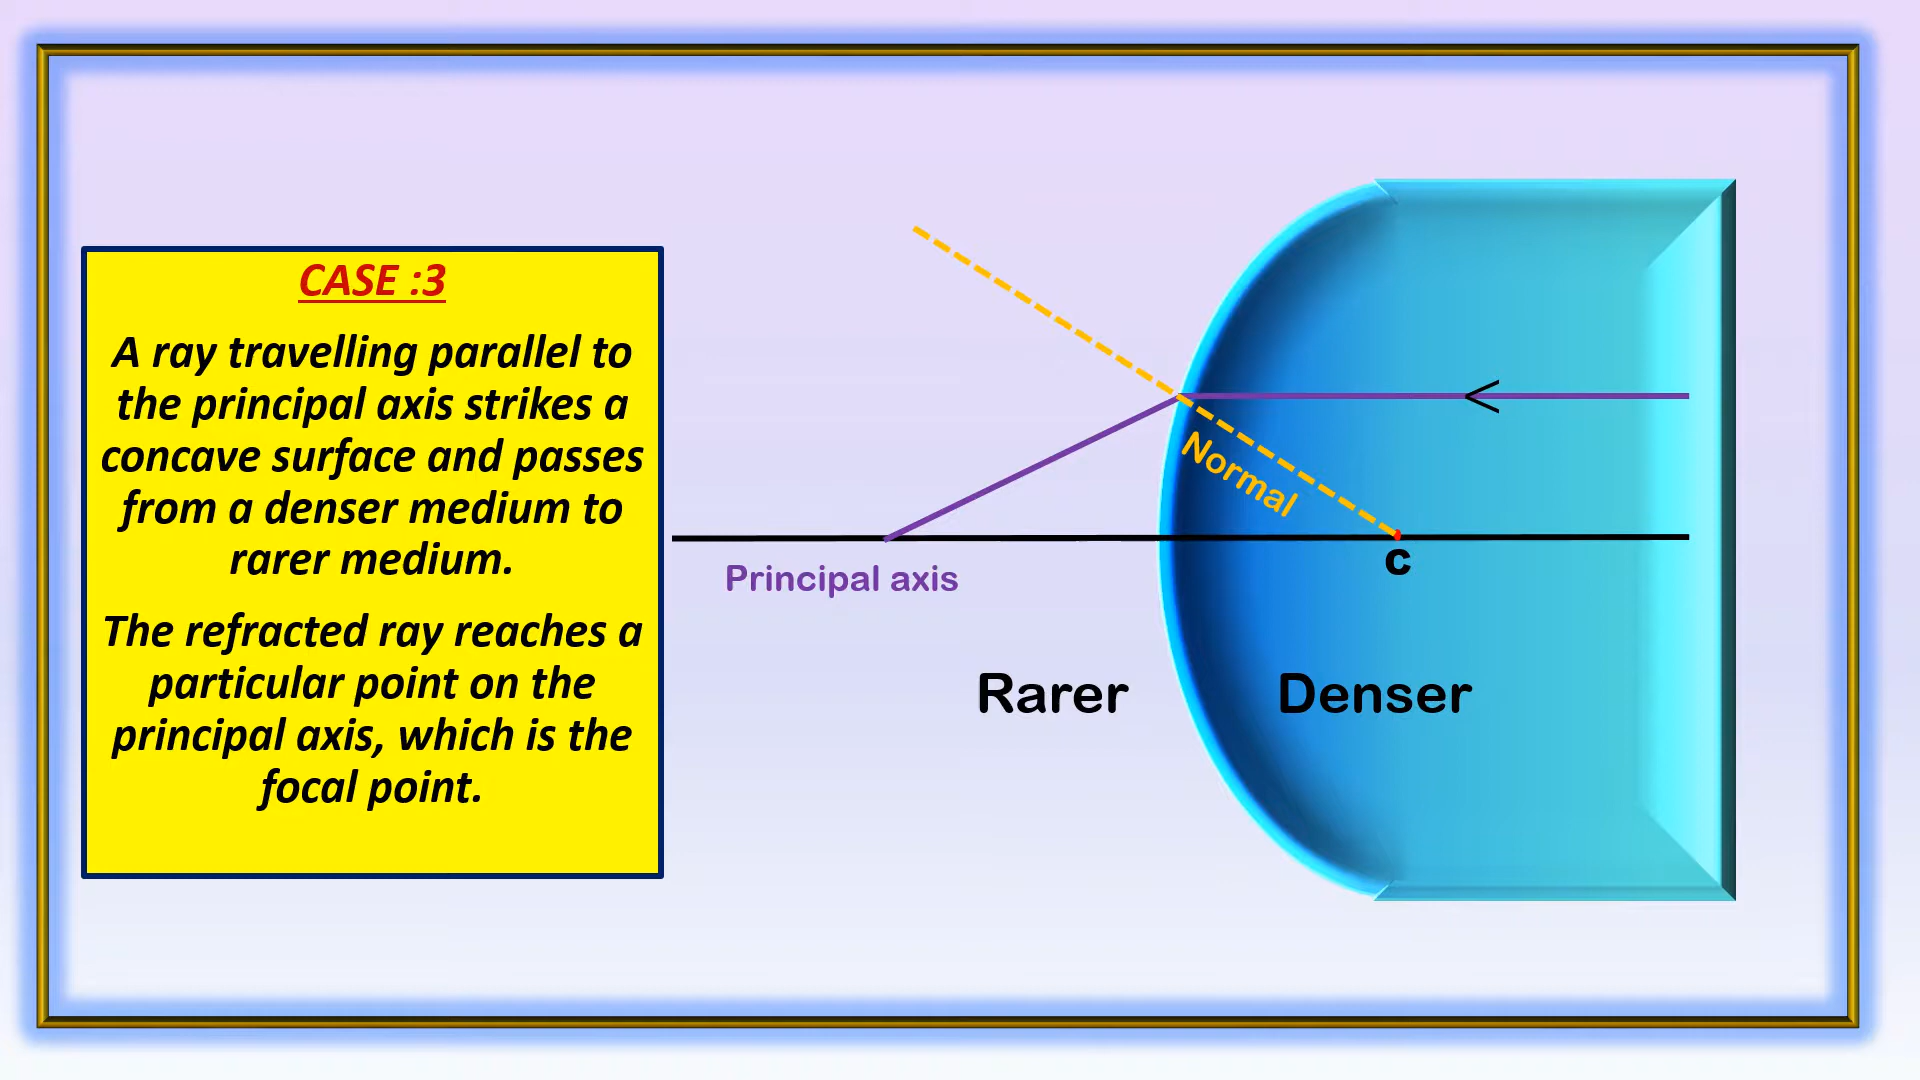 CASE :3
A ray travelling parallel to
the principal axis strikes a
concave surface and passes
from a denser medium to
rarer medium.
The refracted ray reaches a
particular point on the
principal axis, which is the
focal point.
Normal
C
Principal axis
Rarer
Denser